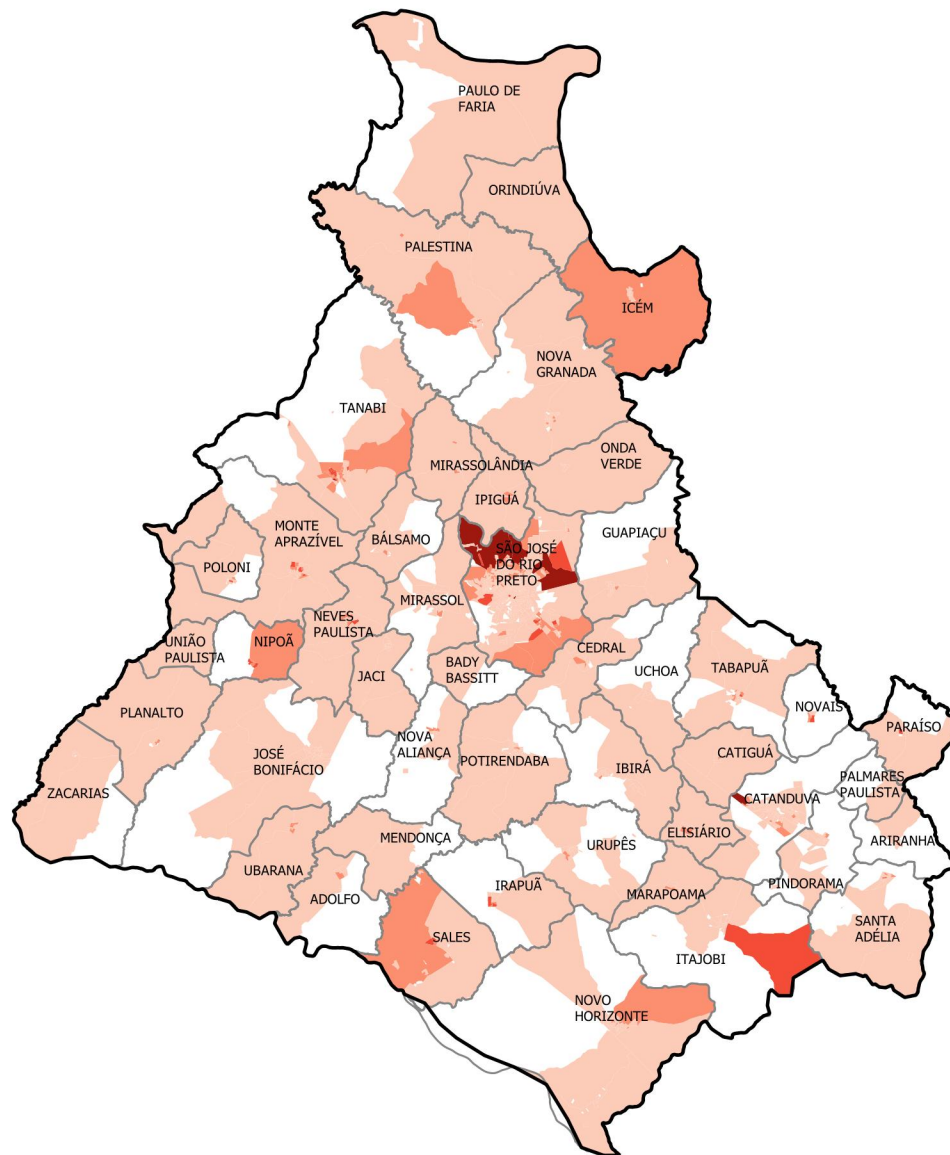 PAULO DE
FARIA
ORINDIÚVA
PALESTINA
ICÉM
NOVA
GRANADA
TANABI
ONDA
VERDE
MIRASSOLÂNDIA
IPIGUÁ
MONTE
APRAZÍVEL
BÁLSAMO
GUAPIAÇU
SÃO JOSÉ
DO RIO
PRETO
POLONI
MIRASSOL
NEVES
PAULISTA
UNIÃO
PAULISTA
NIPOÃ
CEDRAL
BADY
BASSITT
JACI
UCHOA
TABAPUÃ
PLANALTO
NOVAIS
PARAÍSO
NOVA
ALIANÇA
JOSÉ
BONIFÁCIO
POTIRENDABA
IBIRÁ
CATIGUÁ
PALMARES
PAULISTA
ZACARIAS
CATANDUVA
ELISIÁRIO
MENDONÇA
URUPÊS
ARIRANHA
UBARANA
ADOLFO
IRAPUÃ
MARAPOAMA
PINDORAMA
SANTA
ADÉLIA
SALES
ITAJOBI
NOVO
HORIZONTE